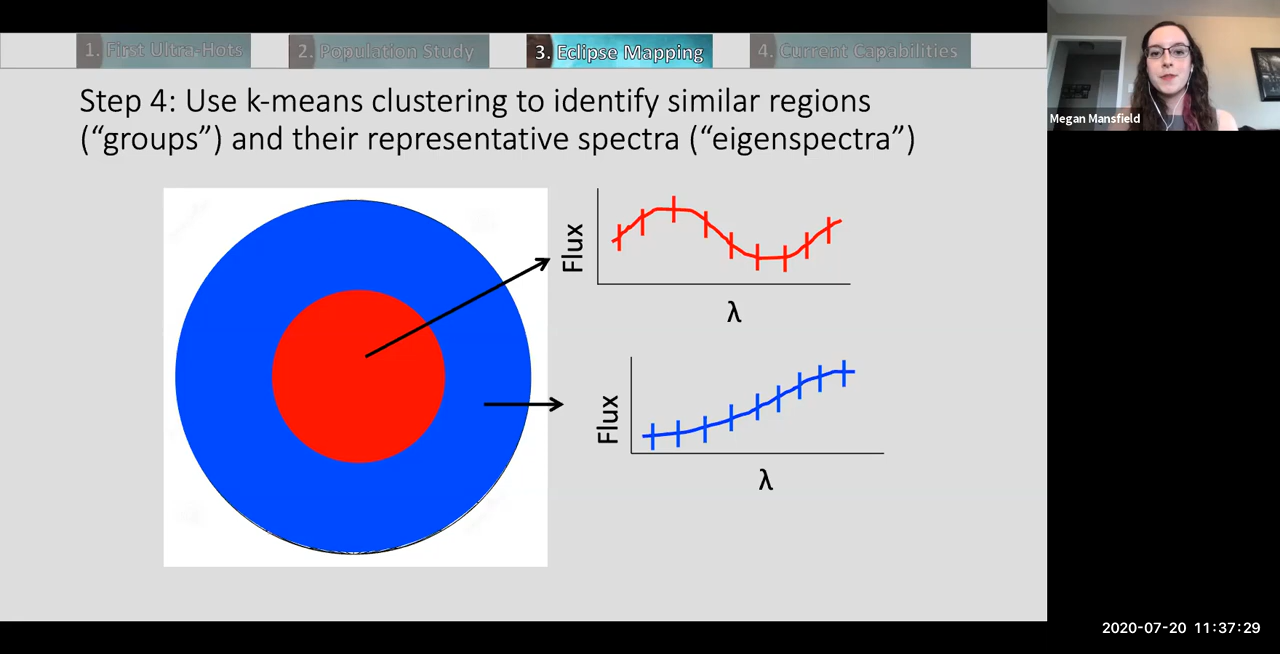 1. First Ultra-Hots
2. Population Study
3. Eclipse Mapping
4. Current Capabilities
Megan Mansfield
Step 4: Use k-means clustering to identify similar regions
(“groups”) and their representative spectra (“eigenspectra”)
Flux
λ
Flux
λ
2020-07-20 11:37:29